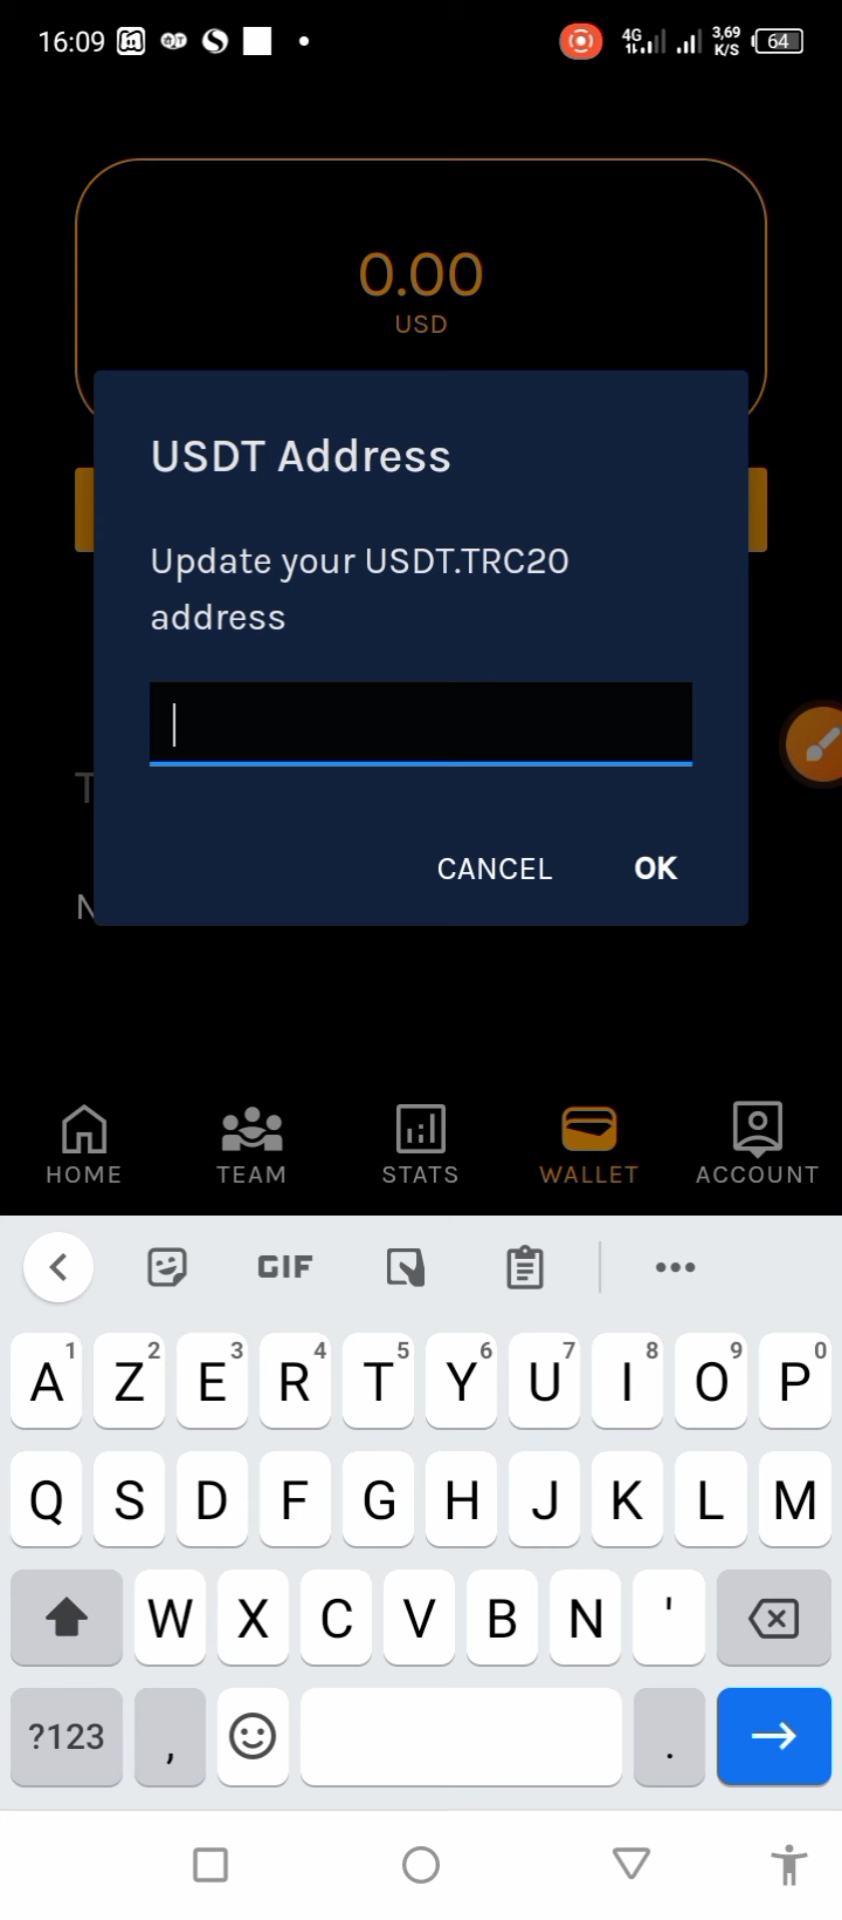 16:09
4G 3,69 K/S 64
0.00
USD
USDT Address
Update your USDT.TRC20
address
T
CANCEL OK
N
HOME TEAM STATS WALLET ACCOUNT
GIF
A 1 Z 2 E 3 R 4 T 5 Y 6 U 7 I 8 O 9 P 0
Q S D F G H J K L M
W X C V B N '
?123 , .